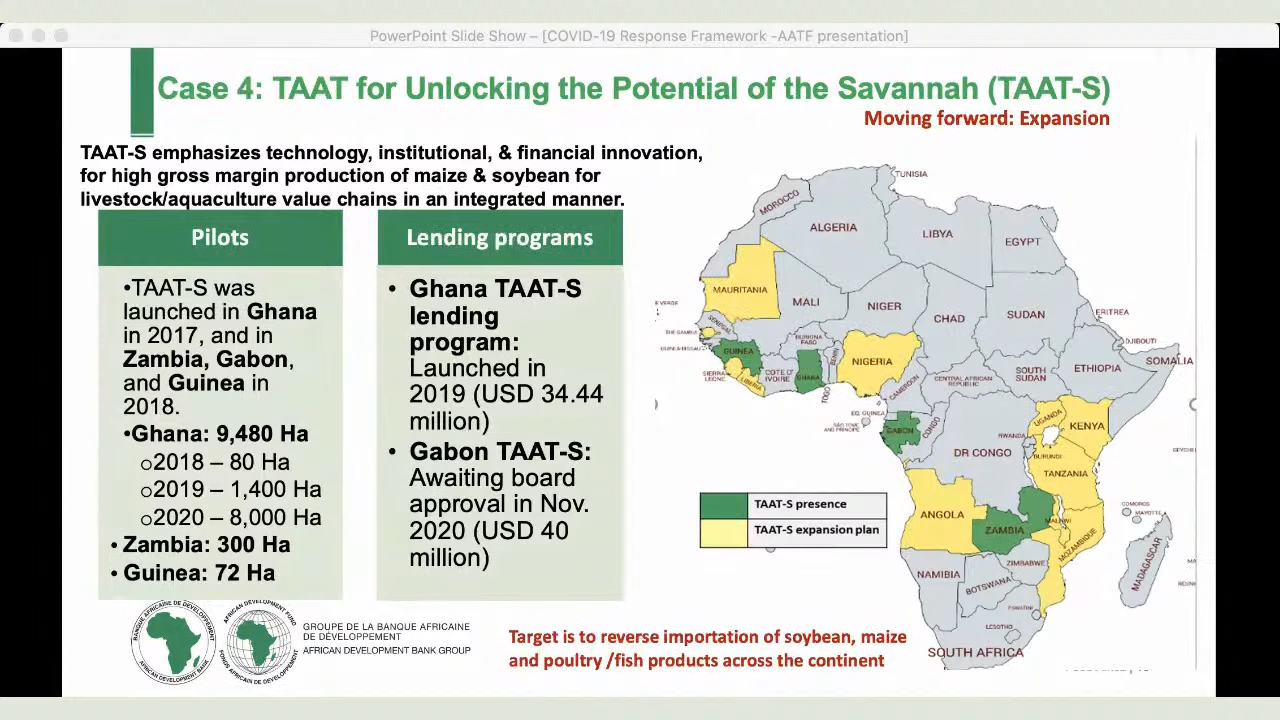 PowerPoint Slide Show – [COVID-19 Response Framework -AATF presentation]
Case 4: TAAT for Unlocking the Potential of the Savannah (TAAT-S)
Moving forward: Expansion
TAAT-S emphasizes technology, institutional, & financial innovation,
for high gross margin production of maize & soybean for
livestock/aquaculture value chains in an integrated manner.
Pilots
•TAAT-S was
launched in Ghana
in 2017, and in
Zambia, Gabon,
and Guinea in
2018.
•Ghana: 9,480 Ha
o2018 – 80 Ha
o2019 – 1,400 Ha
o2020 – 8,000 Ha
• Zambia: 300 Ha
• Guinea: 72 Ha
Lending programs
• Ghana TAAT-S
lending
program:
Launched in
2019 (USD 34.44
million)
• Gabon TAAT-S:
Awaiting board
approval in Nov.
2020 (USD 40
million)
TUNISIA
MOROCCO
ALGERIA
LIBYA
EGYPT
MAURITANIA
MALI
NIGER
CHAD
SUDAN
ERITREA
E VERDE
SENEGAL
THE GAMBIA
GUINEA-BISSAU
GUINEA
SIERRA
LEONE
LIBERIA
COTE D'
IVOIRE
BURKINA
FASO
GHANA
TOGO
BENIN
NIGERIA
CAMEROON
CENTRAL AFRICAN
REPUBLIC
SOUTH
SUDAN
ETHIOPIA
DJIBOUTI
SOMALIA
EQ. GUINEA
SÃO TOMÉ
AND PRÍNCIPE
GABON
CONGO
DR CONGO
UGANDA
KENYA
RWANDA
BURUNDI
TANZANIA
ANGOLA
ZAMBIA
MALAWI
MOZAMBIQUE
COMOROS
MAYOTTE
MADAGASCAR
ZIMBABWE
NAMIBIA
BOTSWANA
ESWATINI
LESOTHO
SOUTH AFRICA
TAAT-S presence
TAAT-S expansion plan
BANQUE AFRICAINE DE DÉVELOPPEMENT
AFRICAN DEVELOPMENT BANK
AFRICAN DEVELOPMENT FUND
FONDS AFRICAIN DE DÉVELOPPEMENT
GROUPE DE LA BANQUE AFRICAINE
DE DÉVELOPPEMENT
AFRICAN DEVELOPMENT BANK GROUP
Target is to reverse importation of soybean, maize
and poultry /fish products across the continent